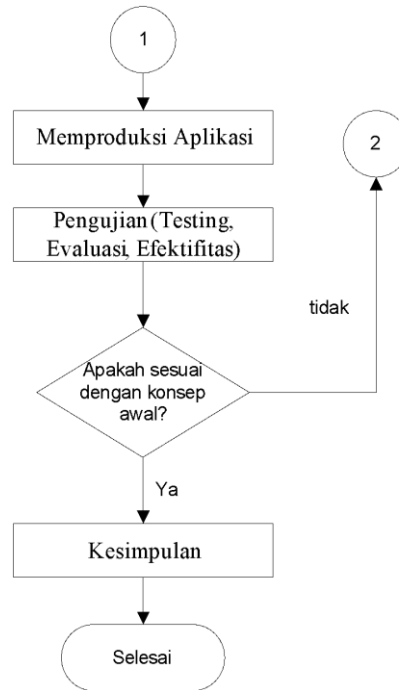 1
Memproduksi Aplikasi
2
Pengujian (Testing,
Evaluasi, Efektifitas)
tidak
Apakah sesuai
dengan konsep
awal?
Ya
Kesimpulan
Selesai